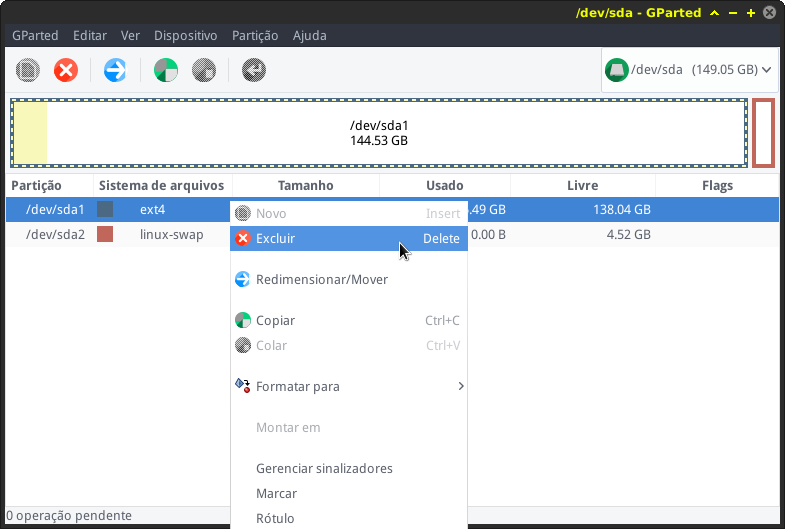 /dev/sda - GParted
GParted Editar Ver Dispositivo Partição Ajuda
/dev/sda (149.05 GB)
/dev/sda1
144.53 GB
Partição Sistema de arquivos Tamanho Usado Livre Flags
/dev/sda1 ext4 .49 GB 138.04 GB
/dev/sda2 linux-swap 0.00 B 4.52 GB
Novo Insert
Excluir Delete
Redimensionar/Mover
Copiar Ctrl+C
Colar Ctrl+V
Formatar para
Montar em
Gerenciar sinalizadores
Marcar
Rótulo
0 operação pendente